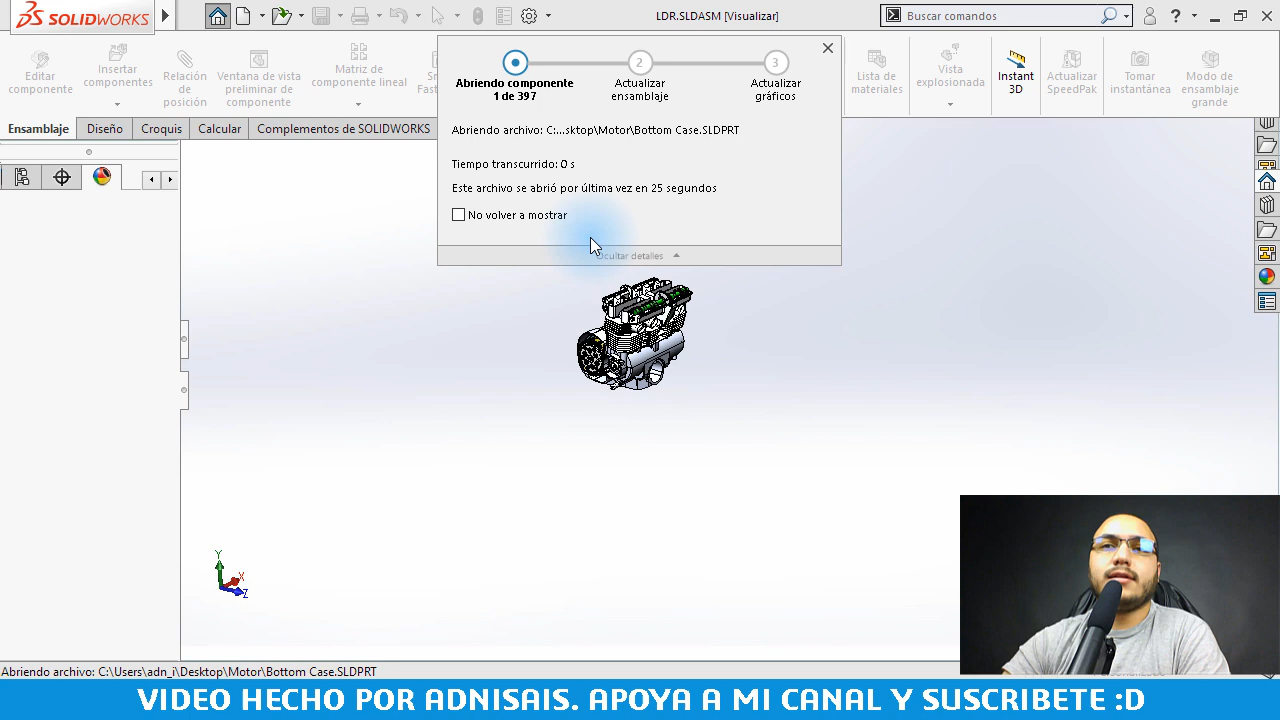 SOLIDWORKS
LDR.SLDASM [Visualizar]
Buscar comandos
Editar
componente
Insertar
componentes
Relación
de
posición
Ventana de vista
preliminar de
componente
Matriz de
componente lineal
Lista de
materiales
Vista
explosionada
Instant
3D
Actualizar
SpeedPak
Tomar
instantánea
Modo de
ensamblaje
grande
Ensamblaje
Diseño
Croquis
Calcular
Complementos de SOLIDWORKS
2
3
Abriendo componente
1 de 397
Actualizar
ensamblaje
Actualizar
gráficos
Abriendo archivo: C:...sktop\Motor\Bottom Case.SLDPRT
Tiempo transcurrido: 0 s
Este archivo se abrió por última vez en 25 segundos
No volver a mostrar
Ocultar detalles
Y
X
Z
Abriendo archivo: C:\Users\adn_i\Desktop\Motor\Bottom Case.SLDPRT
VIDEO HECHO POR ADNISAIS. APOYA A MI CANAL Y SUSCRIBETE :D